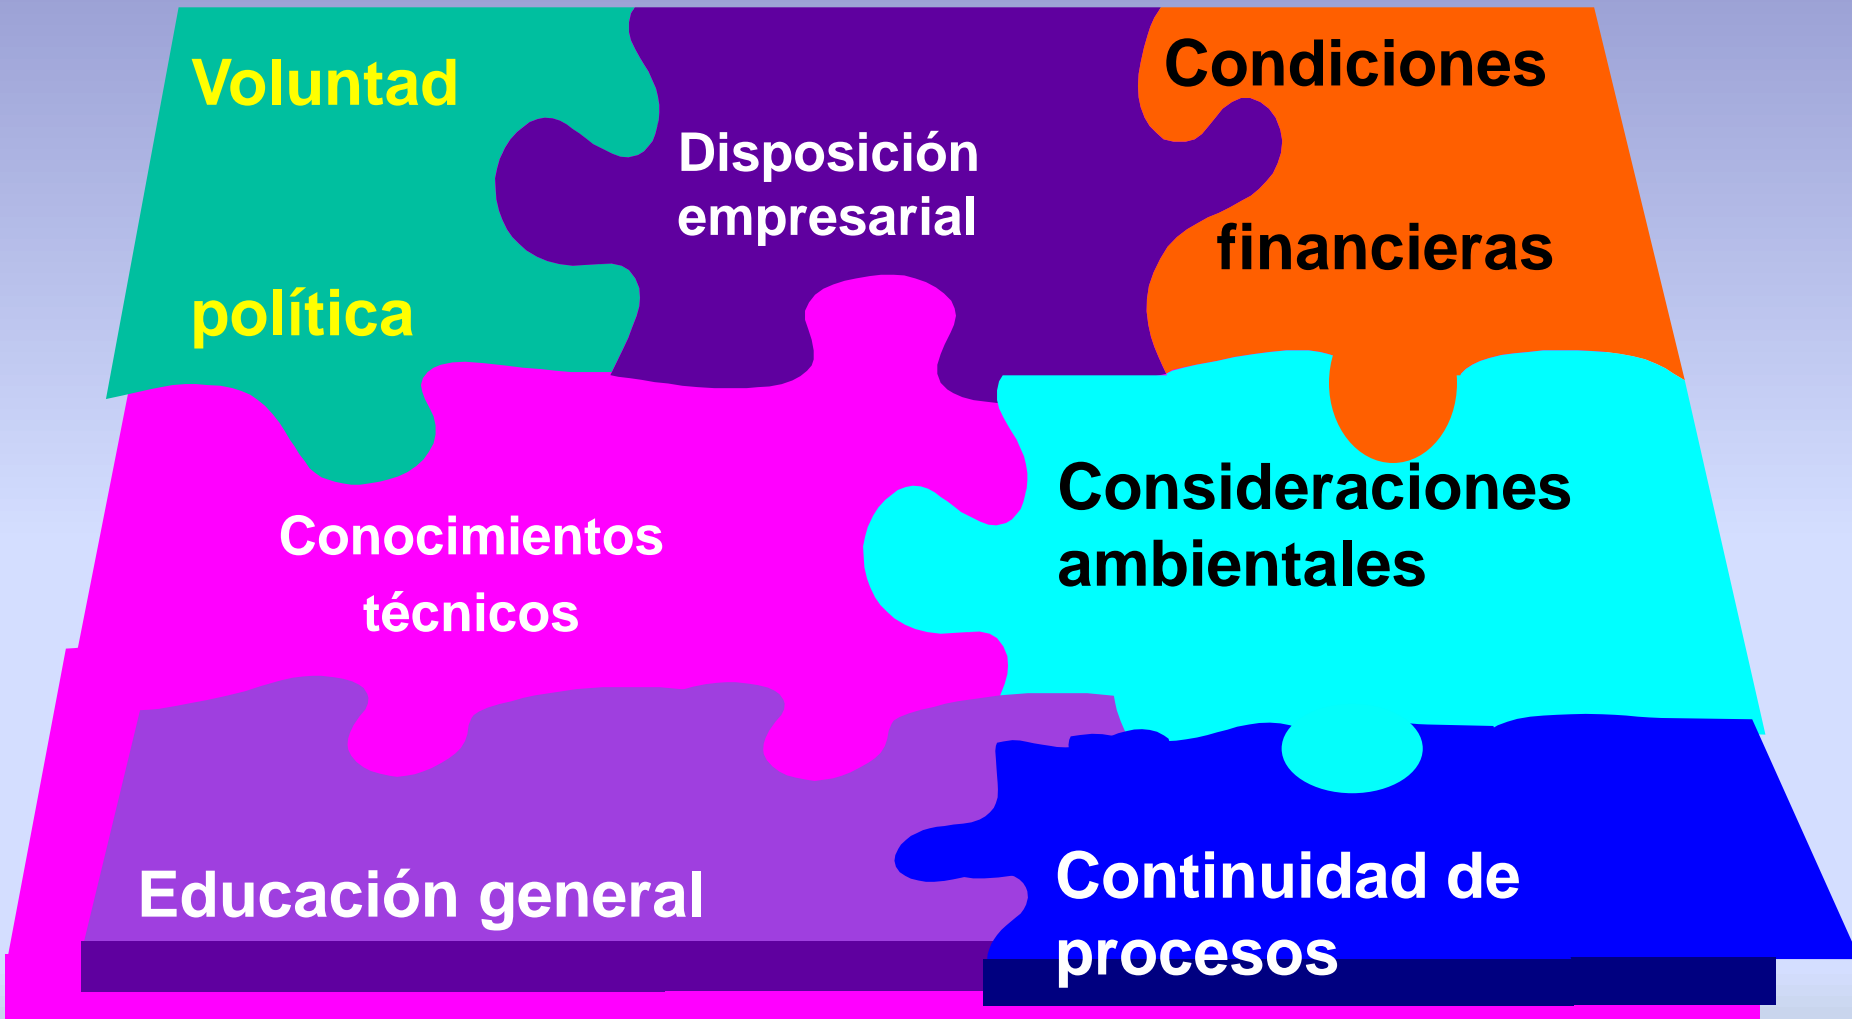 Voluntad
política
Disposición
empresarial
Condiciones
financieras
Conocimientos
técnicos
Consideraciones
ambientales
Educación general
Continuidad de
procesos